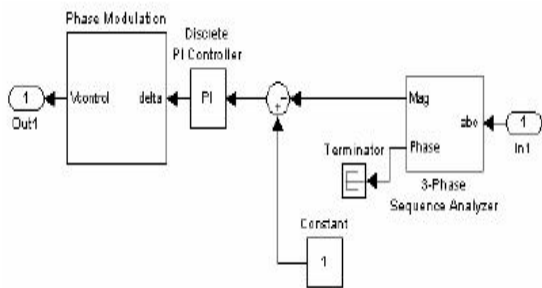 Phase Modulation
Discrete
PI Controller
Vcontrol
delta
PI
1
Out1
-
+
Mag
abc
Phase
1
In1
Terminator
3-Phase
Sequence Analyzer
Constant
1